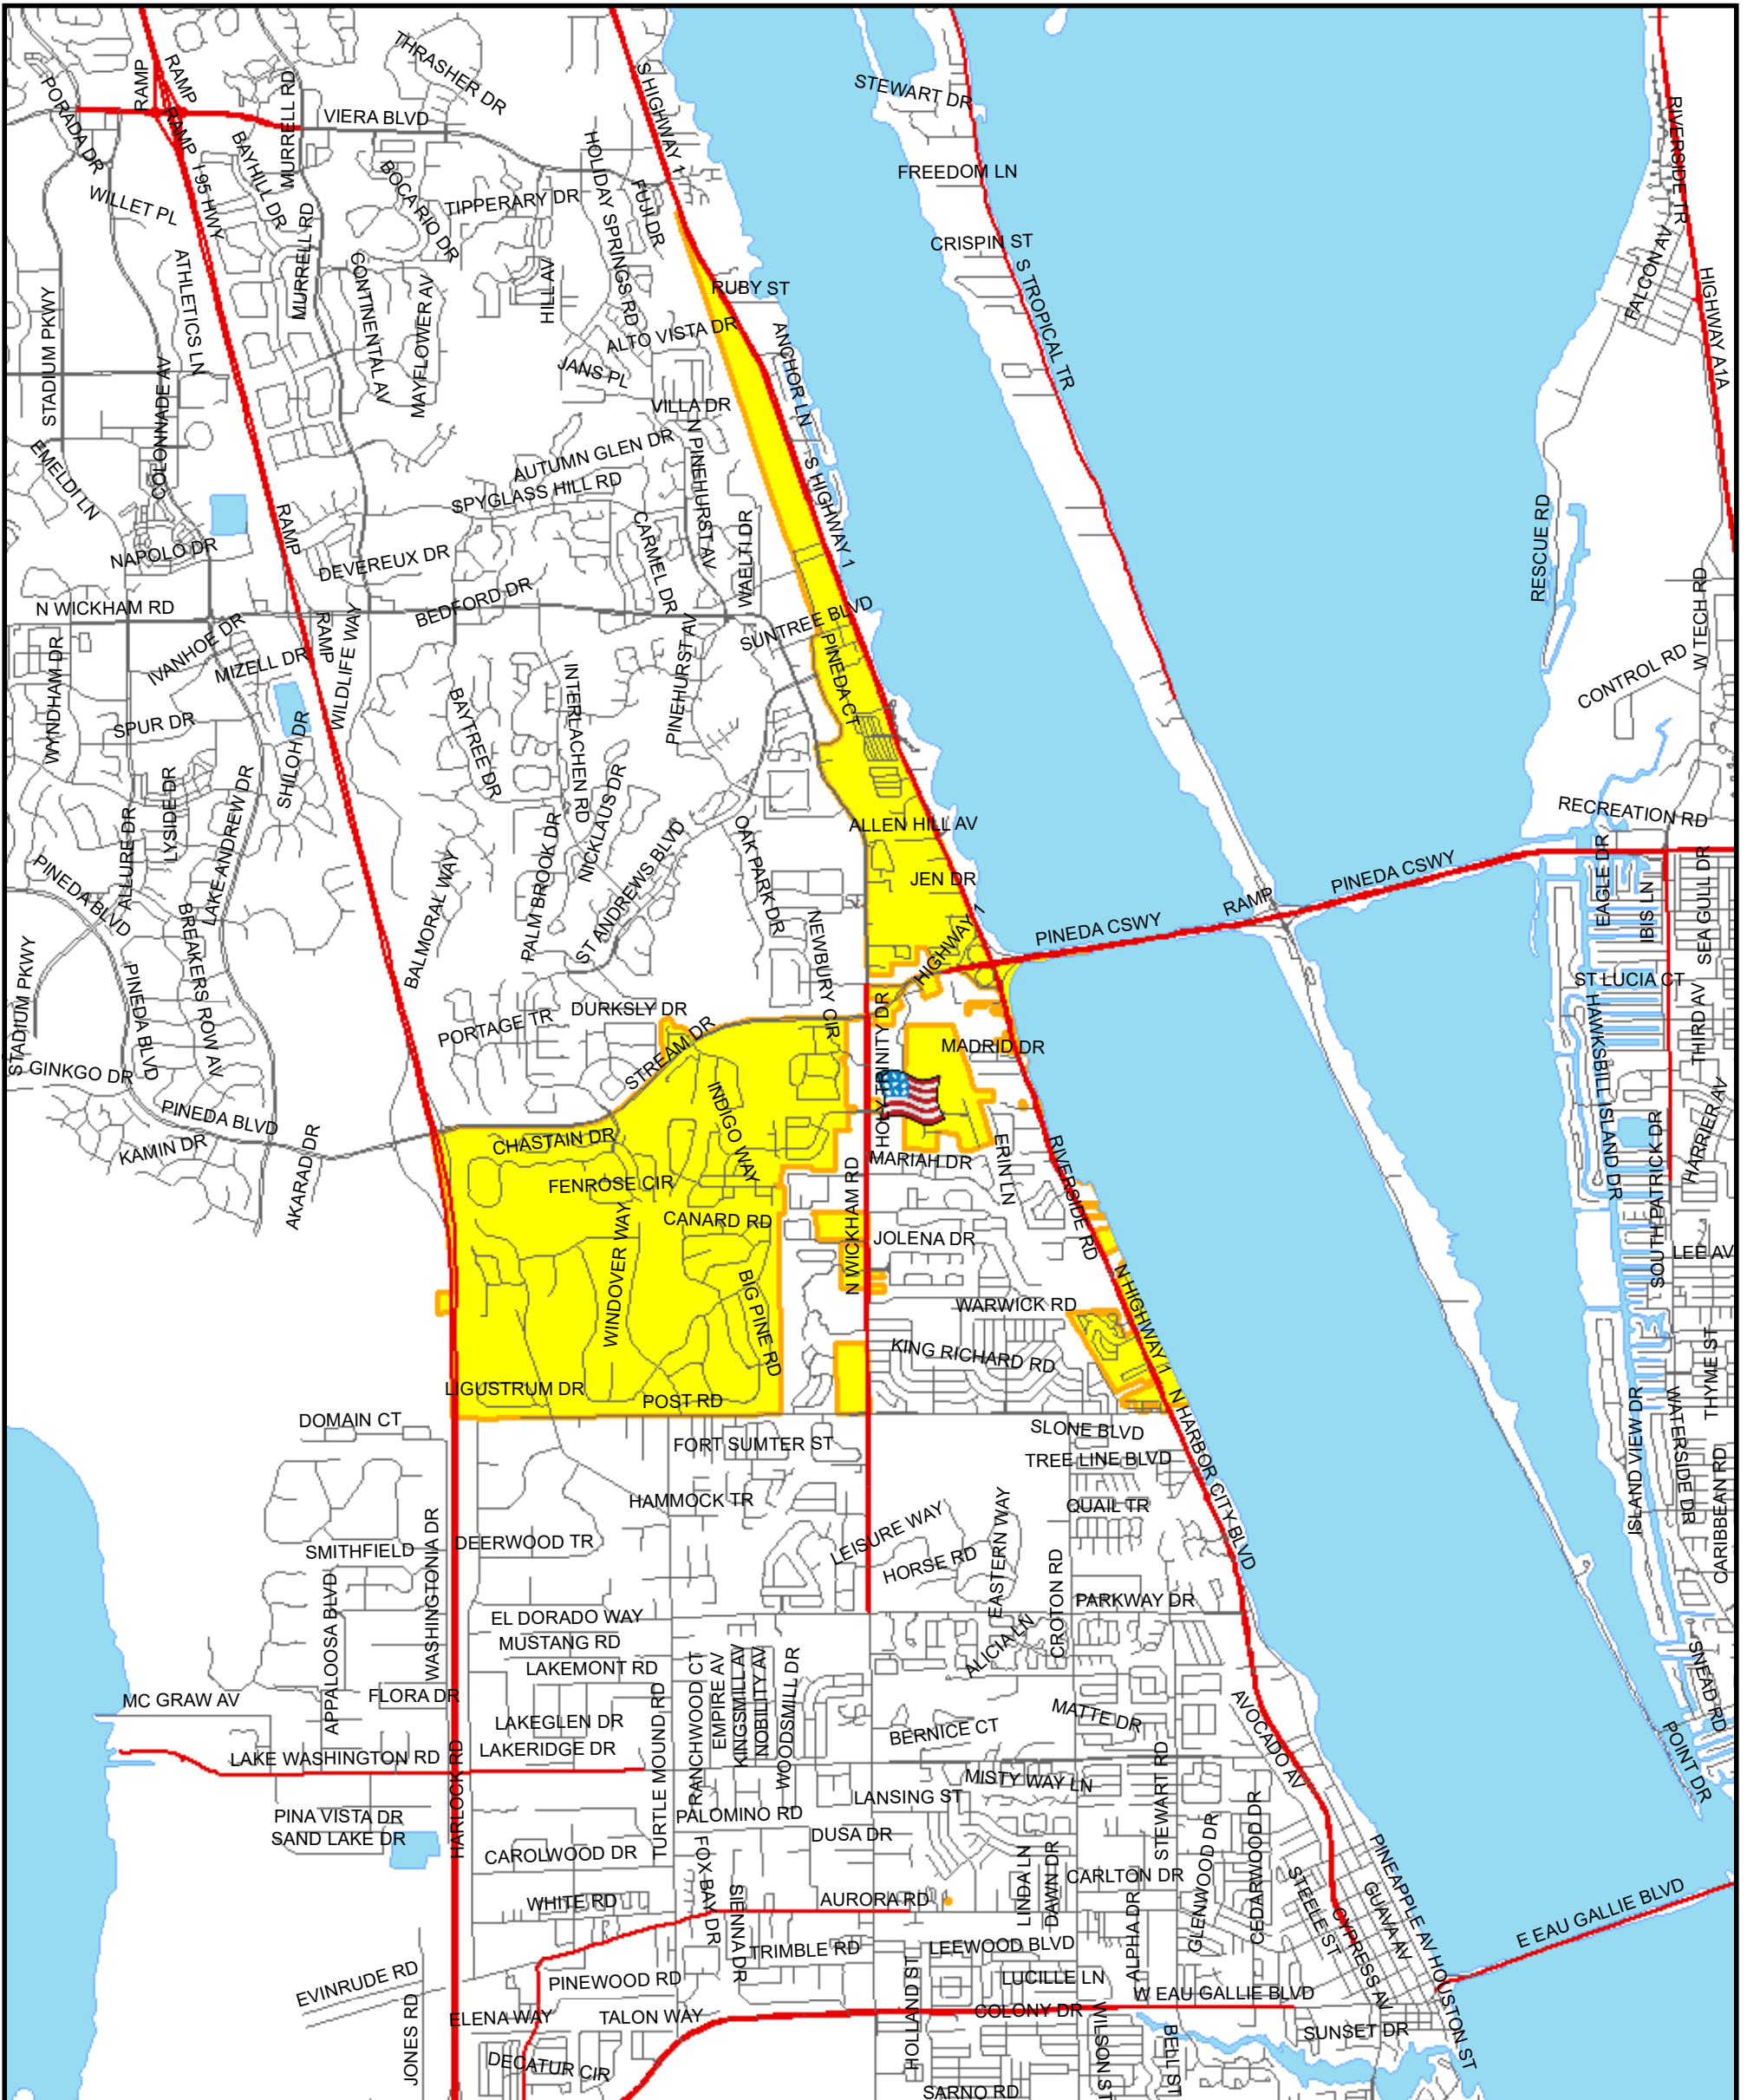 THRASHER DR
RAMP
RAMP
RAMP
PORADA DR
MURRELL RD
VIERA BLVD
S HIGHWAY 1
STEWART DR
RIVERSIDE TR
FREEDOM LN
I-95 HWY
BAYHILL DR
BOCA RIO DR
HOLIDAY SPRINGS RD
FUJI DR
WILLET PL
TIPPERARY DR
CRISPIN ST
S TROPICAL TR
FALCON AV
HIGHWAY A1A
MURRELL RD
ATHLETICS LN
CONTINENTAL AV
MAYFLOWER AV
HILL AV
RUBY ST
STADIUM PKWY
ALTO VISTA DR
ANCHOR LN
JANS PL
COLONNADE AV
VILLA DR
N PINEHURST AV
EMELDI LN
AUTUMN GLEN DR
SPYGLASS HILL RD
S HIGHWAY 1
RAMP
CARMEL DR
WAELTI DR
RESCUE RD
NAPOLO DR
DEVEREUX DR
BEDFORD DR
N WICKHAM RD
W TECH RD
IVANHOE DR
RAMP
WILDLIFE WAY
SUNTREE BLVD
PINEDA CT
PINEHURST AV
MIZELL DR
WYNDHAM DR
INTERLACHEN RD
BAYTREE DR
CONTROL RD
SPUR DR
SHILOH DR
LYSIDE DR
ALLURE DR
LAKE ANDREW DR
NICKLAUS DR
PALM BROOK DR
ST ANDREWS BLVD
OAK PARK DR
ALLEN HILL AV
RECREATION RD
PINEDA BLVD
BALMORAL WAY
JEN DR
EAGLE DR
PINEDA CSWY
RAMP
PINEDA CSWY
IBIS LN
SEA GULL DR
BREAKERS ROW AV
NEWBURY CIR
HIGHWAY 1
STADIUM PKWY
PINEDA BLVD
ST LUCIA CT
HAWKSBILL ISLAND DR
THIRD AV
DURKSLY DR
PORTAGE TR
STREAM DR
HOLY TRINITY DR
MADRID DR
GINKGO DR
PINEDA BLVD
INDIGO WAY
KAMIN DR
CHASTAIN DR
AKARAD DR
MARIAH DR
ERIN LN
RIVERSIDE RD
SOUTH PATRICK DR
HARRIER AV
FENROSE CIR
N WICKHAM RD
CANARD RD
JOLENA DR
LEE AV
WINDOVER WAY
BIG PINE RD
N HIGHWAY 1
WARWICK RD
KING RICHARD RD
THYME ST
LIGUSTRUM DR
POST RD
ISLAND VIEW DR
WATERSIDE DR
DOMAIN CT
N HARBOR CITY BLVD
SLONE BLVD
FORT SUMTER ST
TREE LINE BLVD
CARIBBEAN RD
HAMMOCK TR
EASTERN WAY
QUAIL TR
WASHINGTONIA DR
LEISURE WAY
DEERWOOD TR
SMITHFIELD
HORSE RD
APPALOOSA BLVD
CROTON RD
PARKWAY DR
EL DORADO WAY
MUSTANG RD
ALICIA LN
LAKEMONT RD
RANCHWOOD CT
EMPIRE AV
KINGSMILL AV
NOBILITY AV
WOODSMILL DR
SNEAD RD
MC GRAW AV
FLORA DR
TURTLE MOUND RD
MATTE DR
AVOCADO AV
LAKEGLEN DR
BERNICE CT
POINT DR
LAKE WASHINGTON RD
HARLOCK RD
LAKERIDGE DR
STEWART RD
MISTY WAY LN
LANSING ST
PINA VISTA DR
PALOMINO RD
SAND LAKE DR
DUSA DR
GLENWOOD DR
CEDARWOOD DR
PINEAPPLE AV
CAROLWOOD DR
FOX BAY DR
LINDA LN
DAWN DR
CARLTON DR
STEELE ST
GUAVA AV
WHITE RD
SIENNA DR
AURORA RD
ALPHA DR
CYPRESS AV
E EAU GALLIE BLVD
TRIMBLE RD
LEEWOOD BLVD
EVINRUDE RD
PINEWOOD RD
HOLLAND ST
LUCILLE LN
W EAU GALLIE BLVD
HOUSTON ST
JONES RD
ELENA WAY
TALON WAY
COLONY DR
WILSON ST
BELL ST
SUNSET DR
DECATUR CIR
SARNO RD